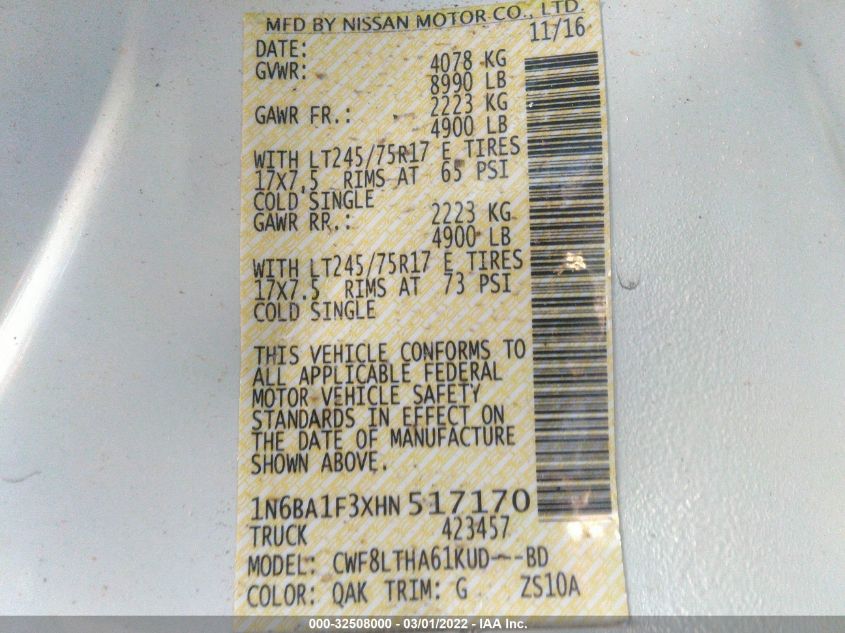 MFD BY NISSAN MOTOR CO., LTD.
DATE: 11/16
GVWR: 4078 KG
8990 LB
GAWR FR.: 2223 KG
4900 LB
WITH LT245/75R17 E TIRES
17X7.5 RIMS AT 65 PSI
COLD SINGLE
GAWR RR.: 2223 KG
4900 LB
WITH LT245/75R17 E TIRES
17X7.5 RIMS AT 73 PSI
COLD SINGLE
THIS VEHICLE CONFORMS TO
ALL APPLICABLE FEDERAL
MOTOR VEHICLE SAFETY
STANDARDS IN EFFECT ON
THE DATE OF MANUFACTURE
SHOWN ABOVE.
1N6BA1F3XHN517170
TRUCK 423457
MODEL: CWF8LTHA61KUD---BD
COLOR: QAK TRIM: G ZS10A
000-32508000 - 03/01/2022 - IAA Inc.